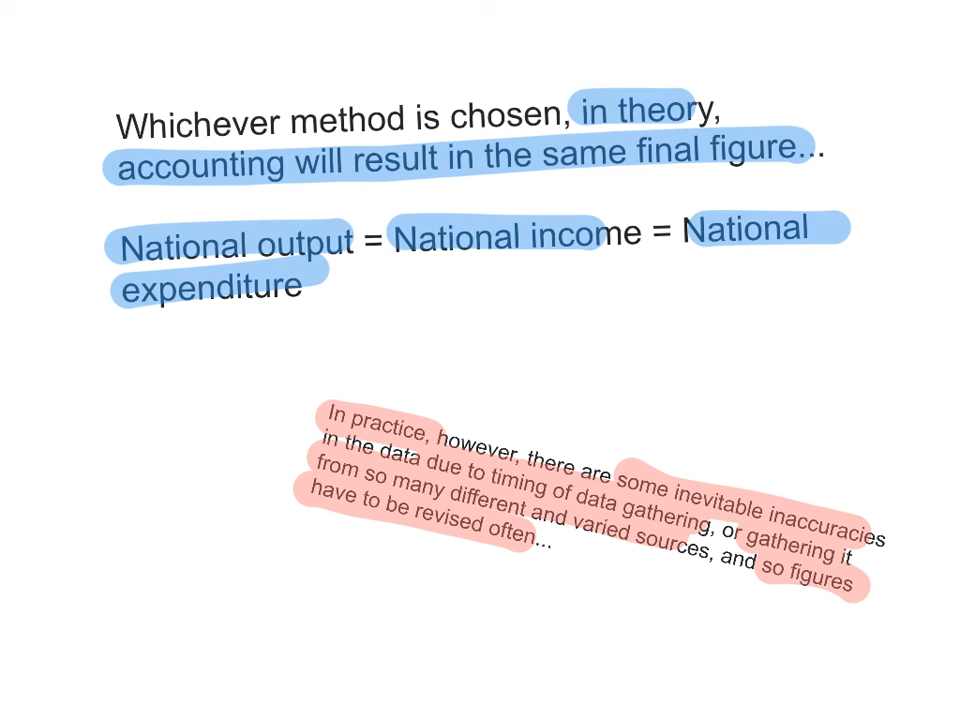 Whichever method is chosen, in theory,
accounting will result in the same final figure...
National output = National income = National
expenditure
In practice, however, there are some inevitable inaccuracies
in the data due to timing of data gathering, or gathering it
from so many different and varied sources, and so figures
have to be revised often...